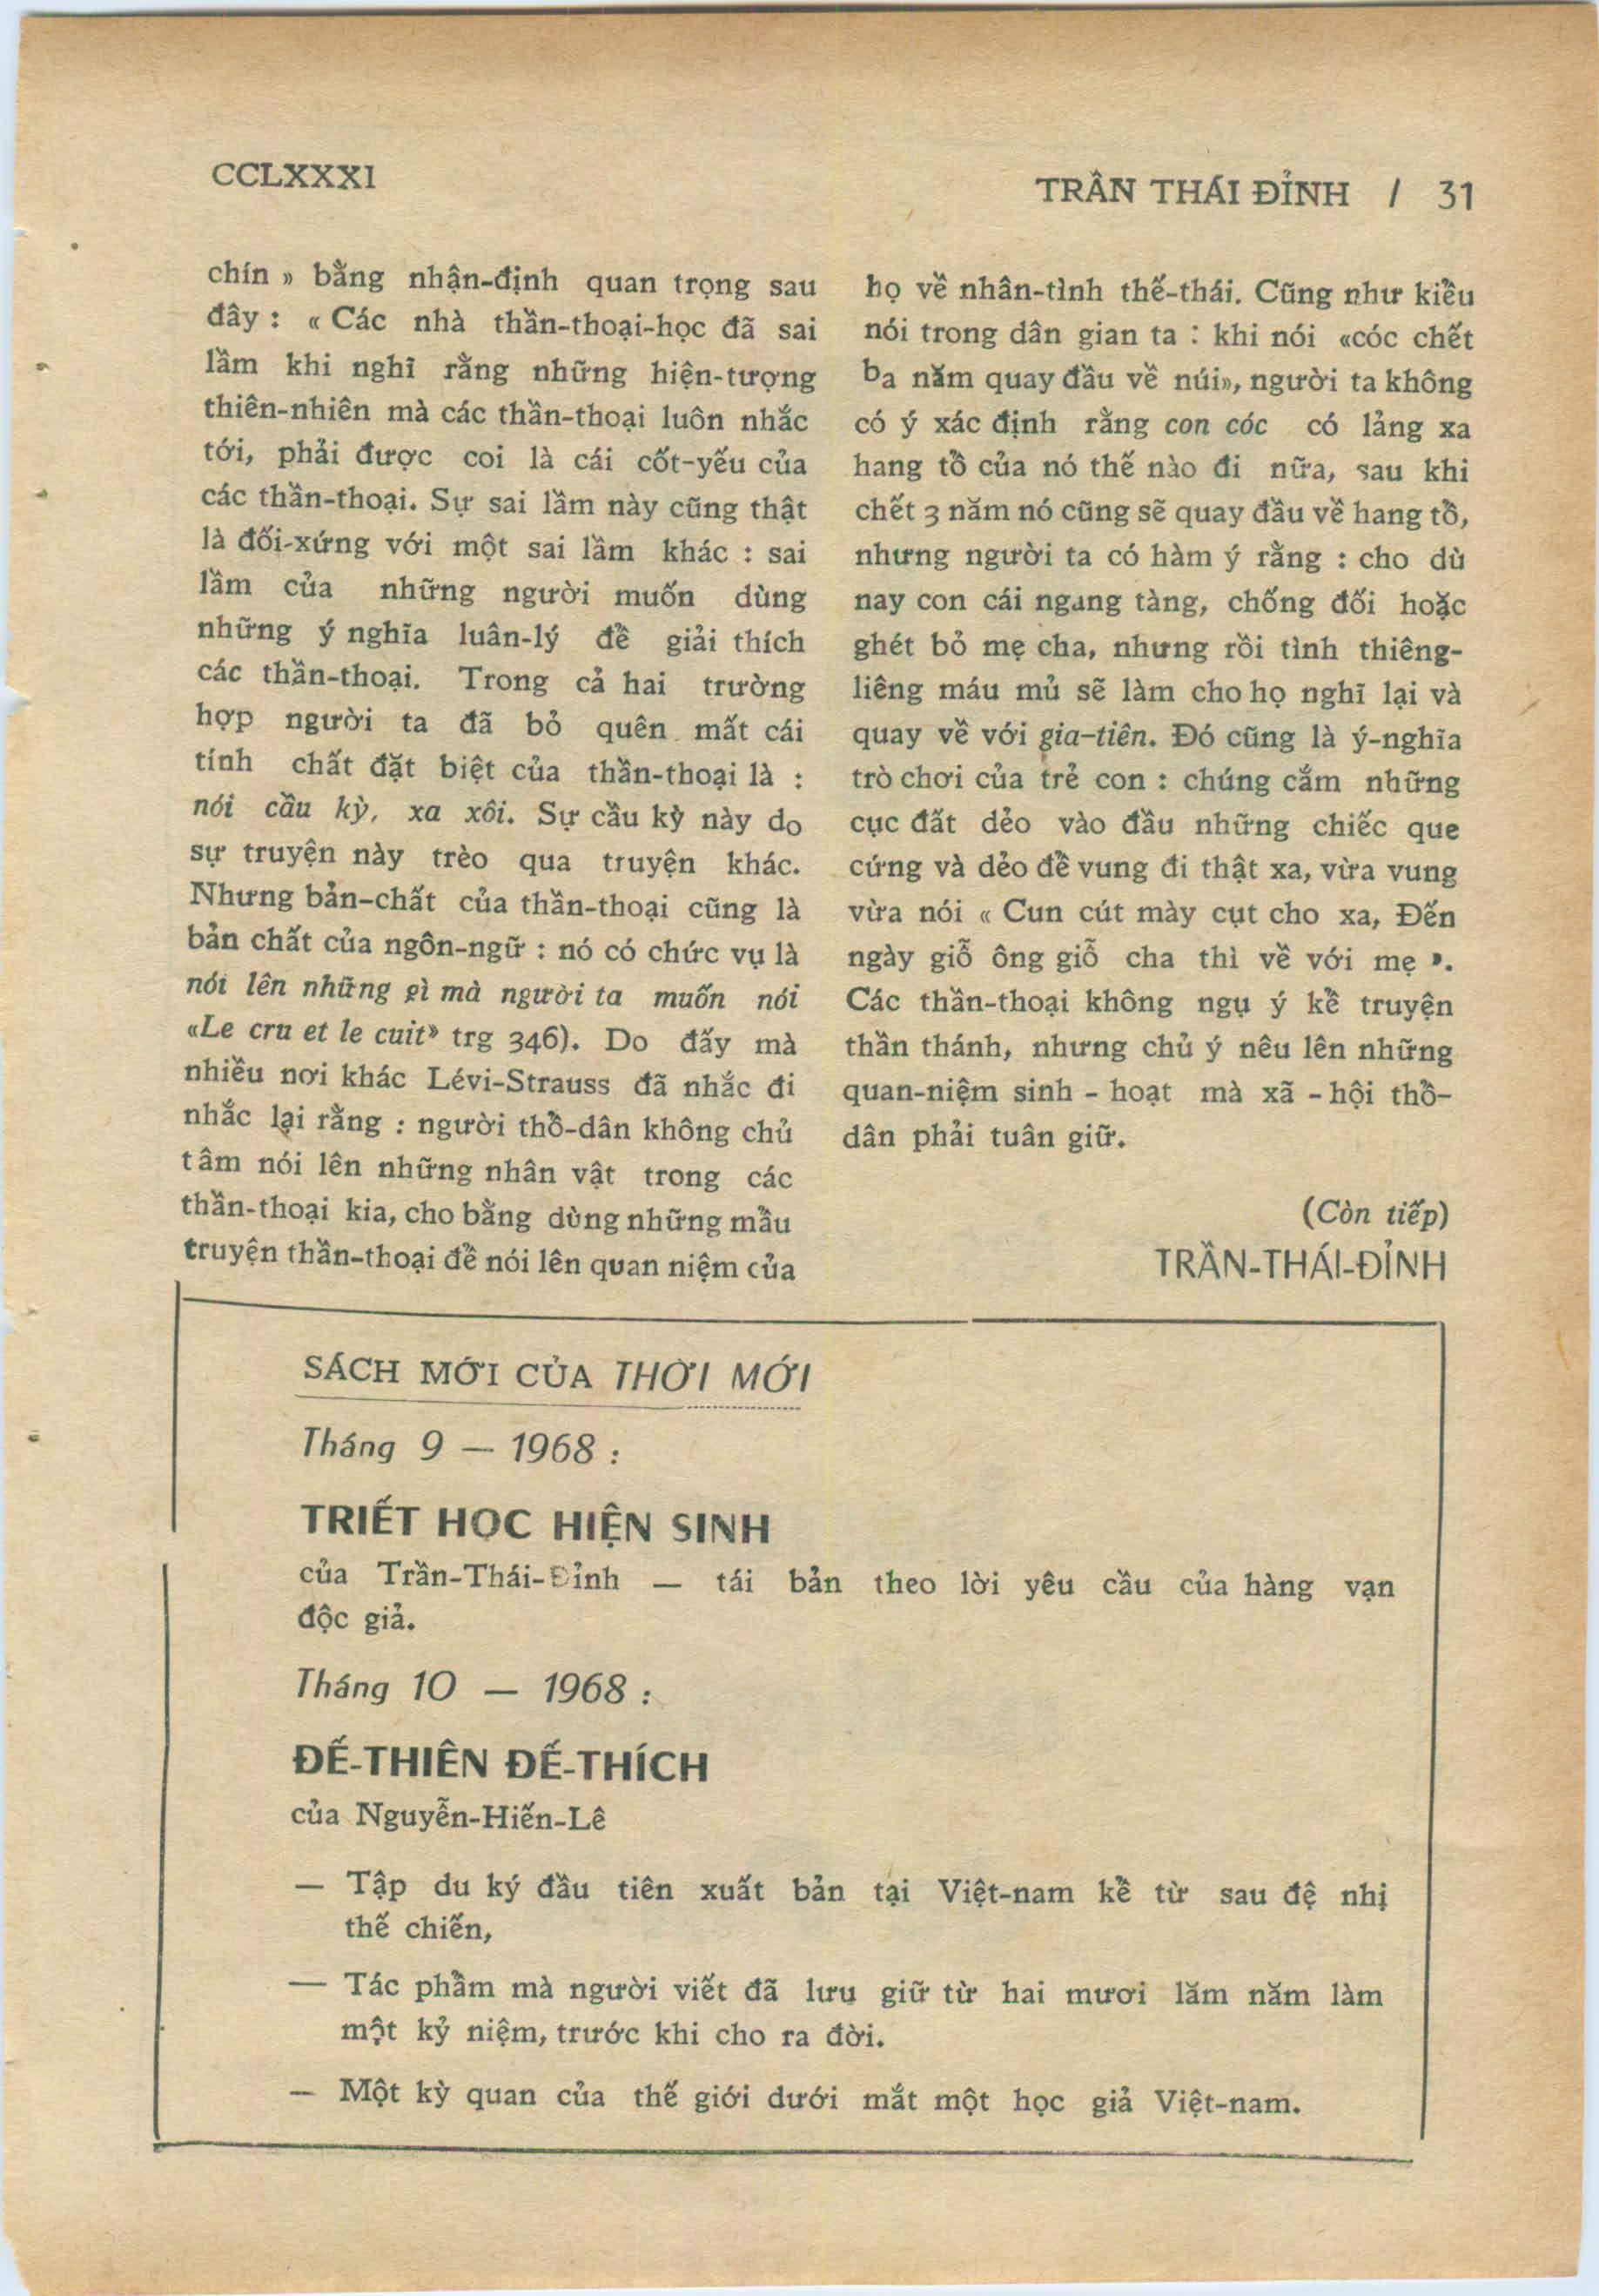 CCLXXXI
TRẦN THÁI ĐỈNH / 31
chín » bằng nhận-định quan trọng sau
đây : « Các nhà thần-thoại-học đã sai
lầm khi nghĩ rằng những hiện-tượng
thiên-nhiên mà các thần-thoại luôn nhắc
tới, phải được coi là cái cốt-yếu của
các thần-thoại. Sự sai lầm này cũng thật
là đối-xứng với một sai lầm khác : sai
lầm của những người muốn dùng
những ý nghĩa luân-lý để giải thích
các thần-thoại. Trong cả hai trường
hợp người ta đã bỏ quên mất cái
tính chất đặt biệt của thần-thoại là :
nói cầu kỳ, xa xôi. Sự cầu kỳ này do
sự truyện này trèo qua truyện khác.
Nhưng bản-chất của thần-thoại cũng là
bản chất của ngôn-ngữ : nó có chức vụ là
nói lên những gì mà người ta muốn nói
«Le cru et le cuit» trg 346). Do đấy mà
nhiều nơi khác Lévi-Strauss đã nhắc đi
nhắc lại rằng : người thổ-dân không chủ
tâm nói lên những nhân vật trong các
thần-thoại kia, cho bằng dùng những mẩu
truyện thần-thoại để nói lên quan niệm của
họ về nhân-tình thế-thái. Cũng như kiểu
nói trong dân gian ta : khi nói «cóc chết
ba năm quay đầu về núi», người ta không
có ý xác định rằng con cóc có lảng xa
hang tổ của nó thế nào đi nữa, sau khi
chết 3 năm nó cũng sẽ quay đầu về hang tổ,
nhưng người ta có hàm ý rằng : cho dù
nay con cái ngang tàng, chống đối hoặc
ghét bỏ mẹ cha, nhưng rồi tình thiêng-
liêng máu mủ sẽ làm cho họ nghĩ lại và
quay về với gia-tiên. Đó cũng là ý-nghĩa
trò chơi của trẻ con : chúng cắm những
cục đất dẻo vào đầu những chiếc que
cứng và dẻo để vung đi thật xa, vừa vung
vừa nói « Cun cút mày cụt cho xa, Đến
ngày giỗ ông giỗ cha thì về với mẹ ».
Các thần-thoại không ngụ ý kể truyện
thần thánh, nhưng chủ ý nêu lên những
quan-niệm sinh - hoạt mà xã - hội thổ-
dân phải tuân giữ.
(Còn tiếp)
TRẦN-THÁI-ĐỈNH
SÁCH MỚI CỦA THỜI MỚI
Tháng 9 — 1968 :
TRIẾT HỌC HIỆN SINH
của Trần-Thái-Đỉnh — tái bản theo lời yêu cầu của hàng vạn
độc giả.
Tháng 10 — 1968 :
ĐẾ-THIÊN ĐẾ-THÍCH
của Nguyễn-Hiến-Lê
— Tập du ký đầu tiên xuất bản tại Việt-nam kể từ sau đệ nhị
thế chiến,
— Tác phẩm mà người viết đã lưu giữ từ hai mươi lăm năm làm
một kỷ niệm, trước khi cho ra đời.
— Một kỳ quan của thế giới dưới mắt một học giả Việt-nam.